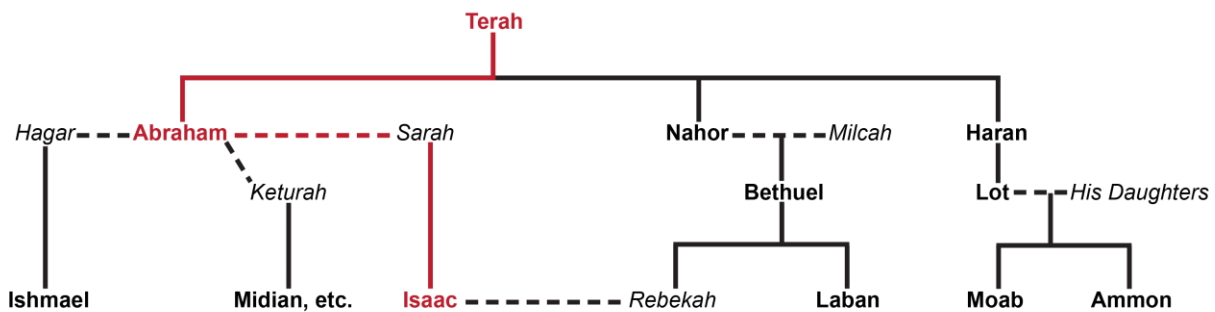 Terah
Hagar Abraham Sarah Nahor Milcah Haran
Keturah Bethuel Lot His Daughters
Ishmael Midian, etc. Isaac Rebekah Laban Moab Ammon